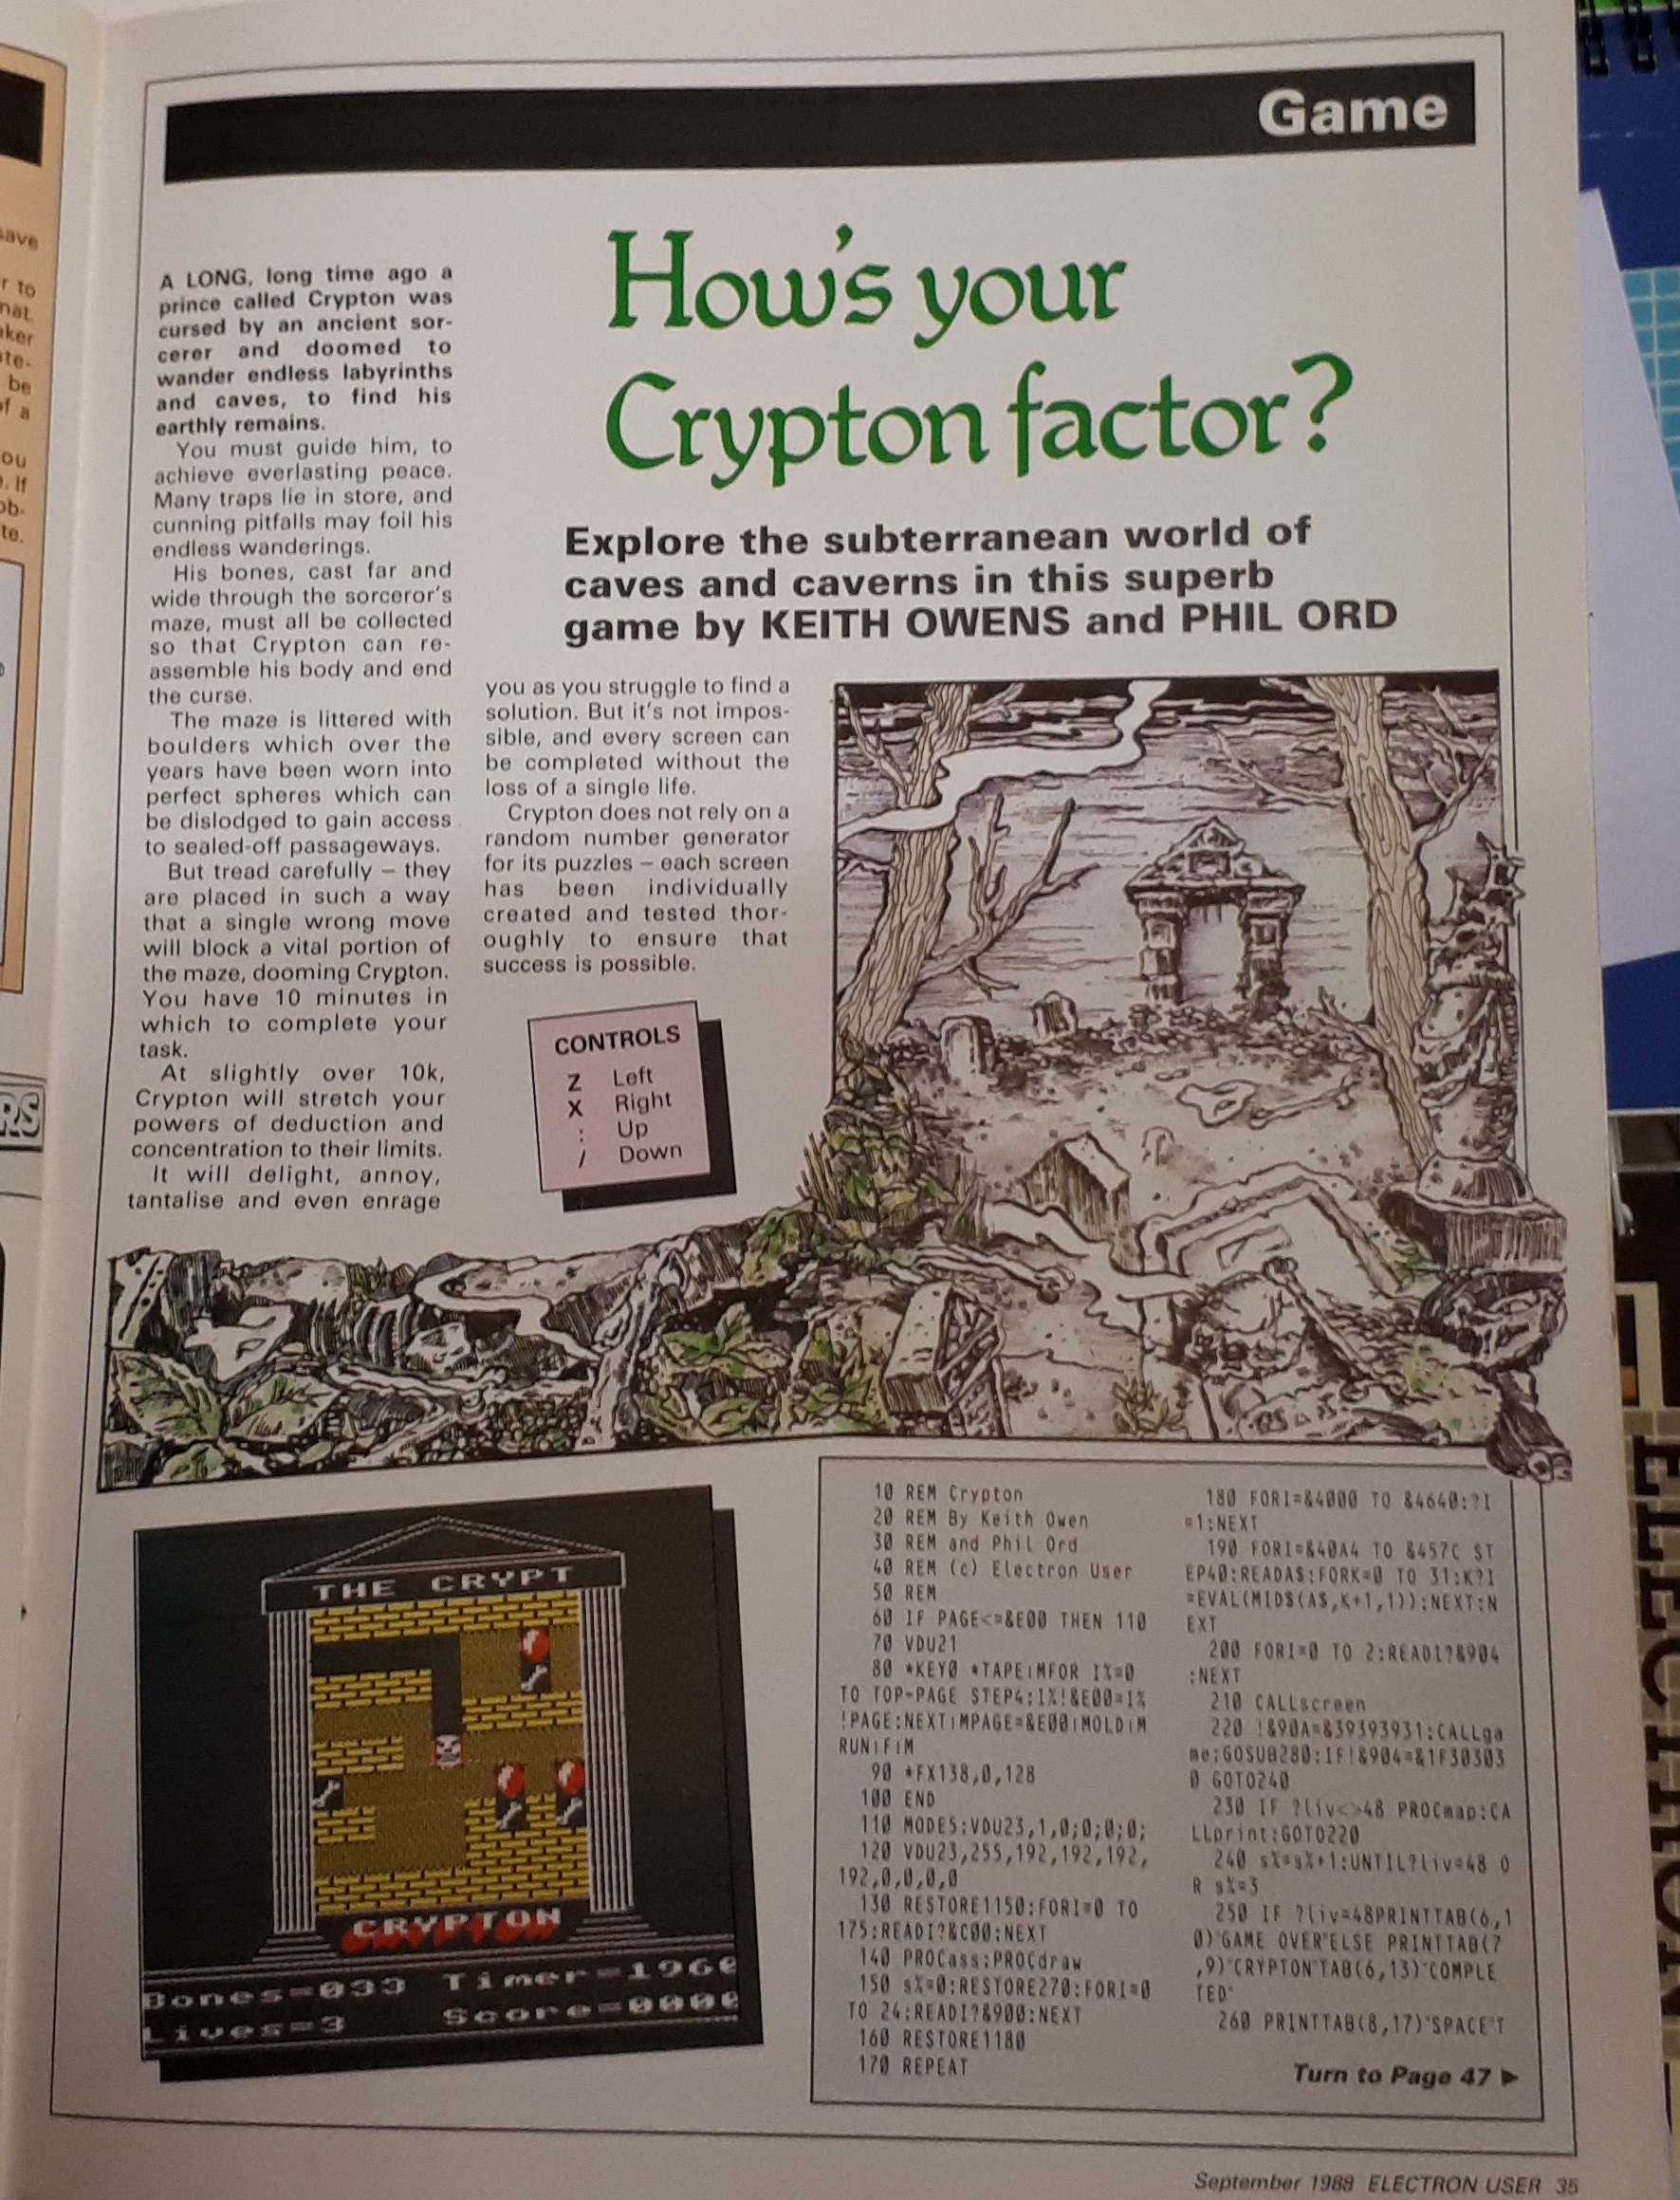 Game
How's your
Crypton factor?
Explore the subterranean world of
caves and caverns in this superb
game by KEITH OWENS and PHIL ORD
A LONG, long time ago a
prince called Crypton was
cursed by an ancient sor-
cerer and doomed to
wander endless labyrinths
and caves, to find his
earthly remains.
You must guide him, to
achieve everlasting peace.
Many traps lie in store, and
cunning pitfalls may foil his
endless wanderings.
His bones, cast far and
wide through the sorceror's
maze, must all be collected
so that Crypton can re-
assemble his body and end
the curse.
The maze is littered with
boulders which over the
years have been worn into
perfect spheres which can
be dislodged to gain access
to sealed-off passageways.
But tread carefully – they
are placed in such a way
that a single wrong move
will block a vital portion of
the maze, dooming Crypton.
You have 10 minutes in
which to complete your
task.
At slightly over 10k,
Crypton will stretch your
powers of deduction and
concentration to their limits.
It will delight, annoy,
tantalise and even enrage
you as you struggle to find a
solution. But it's not impos-
sible, and every screen can
be completed without the
loss of a single life.
Crypton does not rely on a
random number generator
for its puzzles – each screen
has been individually
created and tested thor-
oughly to ensure that
success is possible.
CONTROLS
Z Left
X Right
: Up
/ Down
THE CRYPT
CRYPTON
Bones=033 Timer=1960
Lives=3 Score=0000
10 REM Crypton
20 REM By Keith Owen
30 REM and Phil Ord
40 REM (c) Electron User
50 REM
60 IF PAGE<=&E00 THEN 110
70 VDU21
80 *KEY0 *TAPE¦MFOR I%=0
TO TOP-PAGE STEP4:I%!&E00=I%
!PAGE:NEXT¦MPAGE=&E00¦MOLD¦M
RUN¦F¦M
90 *FX138,0,128
100 END
110 MODE5:VDU23,1,0;0;0;0;
120 VDU23,255,192,192,192,
192,0,0,0,0
130 RESTORE1150:FORI=0 TO
175:READI?&C00:NEXT
140 PROCass:PROCdraw
150 s%=0:RESTORE270:FORI=0
TO 24:READI?&900:NEXT
160 RESTORE1180
170 REPEAT
180 FORI=&4000 TO &4640:?I
=1:NEXT
190 FORI=&40A4 TO &457C ST
EP40:READA$:FORK=0 TO 31:K?I
=EVAL(MID$(A$,K+1,1)):NEXT:N
EXT
200 FORI=0 TO 2:READI?&904
:NEXT
210 CALLscreen
220 !&90A=&39393931:CALLga
me:GOSUB280:IF!&904=&1F30303
0 GOTO240
230 IF ?liv<>48 PROCmap:CA
LLprint:GOTO220
240 s%=s%+1:UNTIL?liv=48 O
R s%=3
250 IF ?liv=48PRINTTAB(6,1
0)"GAME OVER"ELSE PRINTTAB(7
,9)"CRYPTON"TAB(6,13)"COMPLE
TED"
260 PRINTTAB(8,17)"SPACE"T
Turn to Page 47 ▶
September 1988 ELECTRON USER 35
save
r to
mat.
aker
ate-
be
of a
ou
. If
ob-
te.
RS